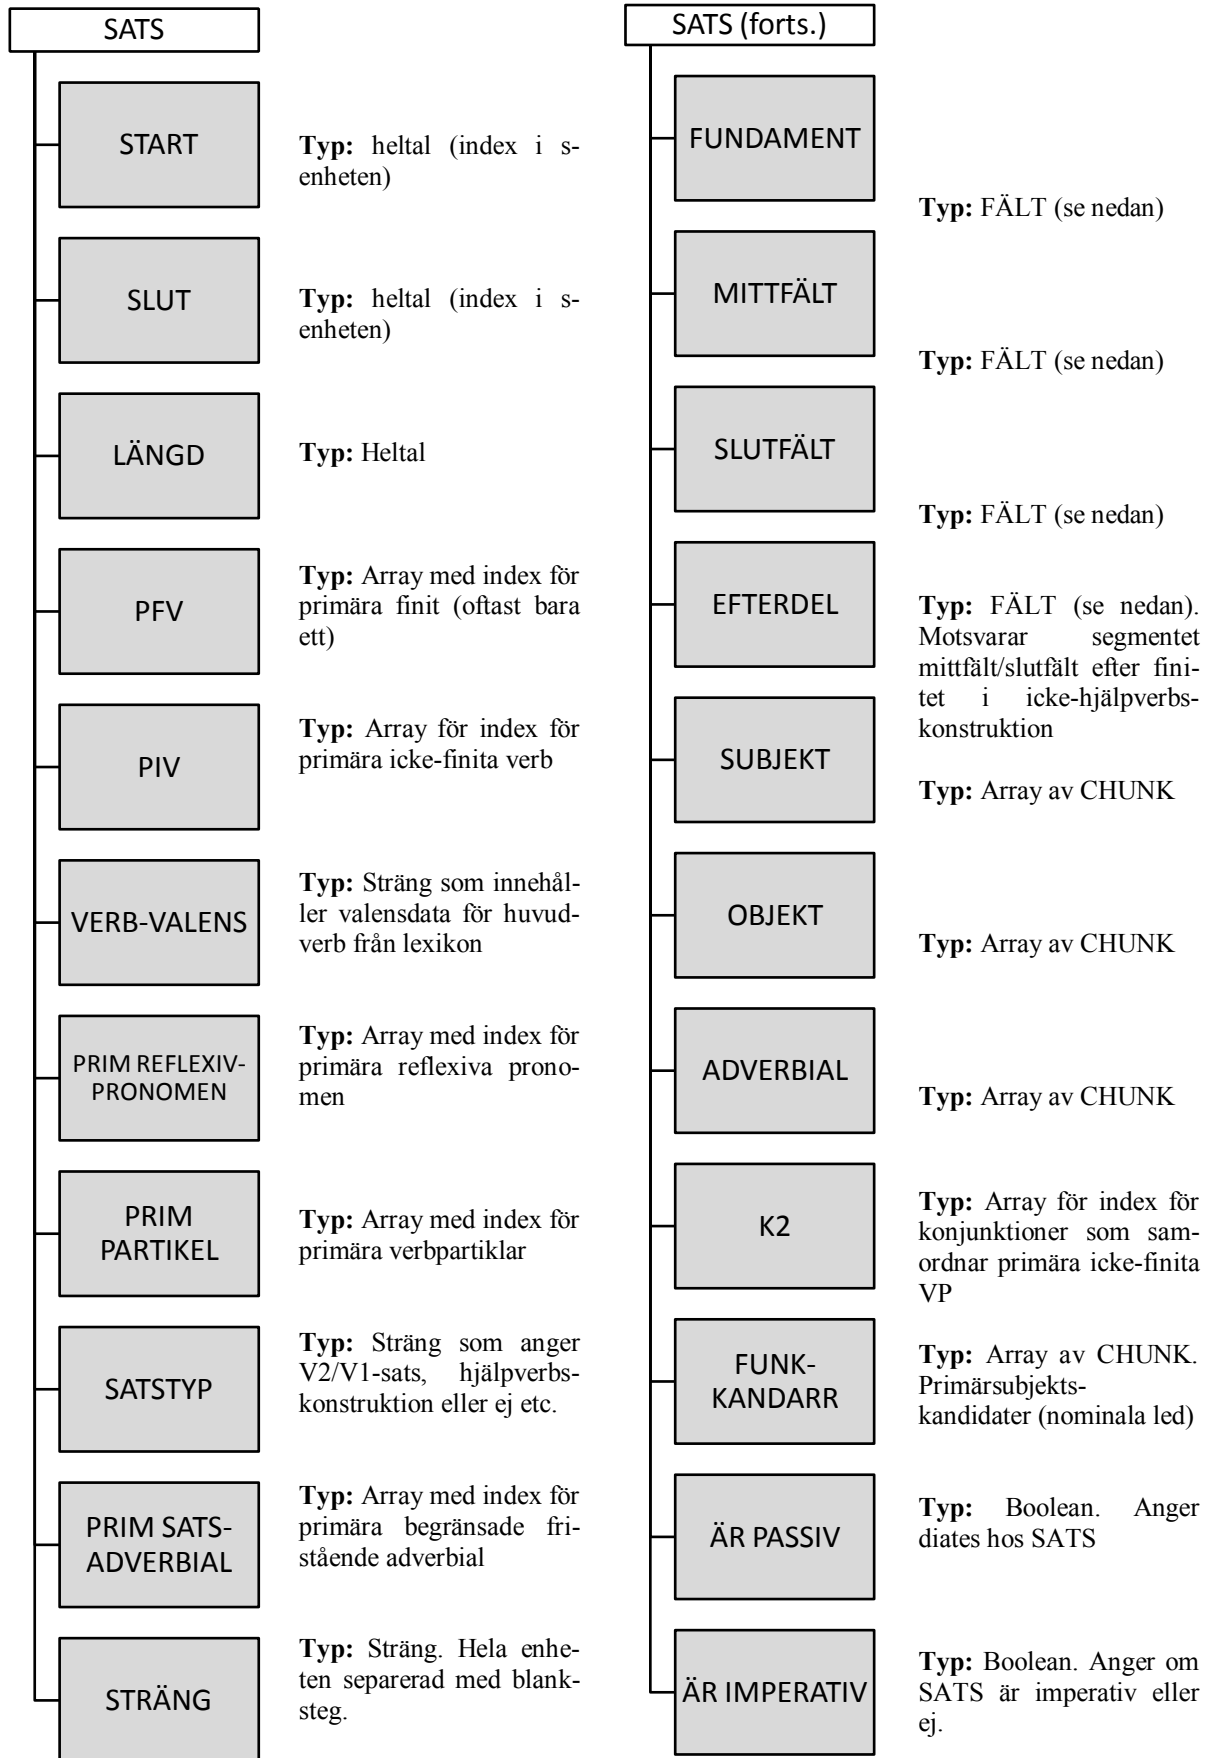 SATS
START
Typ: heltal (index i s-
enheten)
SLUT
Typ: heltal (index i s-
enheten)
LÄNGD
Typ: Heltal
PFV
Typ: Array med index för
primära finit (oftast bara
ett)
PIV
Typ: Array för index för
primära icke-finita verb
VERB-VALENS
Typ: Sträng som innehål-
ler valensdata för huvud-
verb från lexikon
PRIM REFLEXIV-
PRONOMEN
Typ: Array med index för
primära reflexiva prono-
men
PRIM
PARTIKEL
Typ: Array med index för
primära verbpartiklar
SATSTYP
Typ: Sträng som anger
V2/V1-sats, hjälpverbs-
konstruktion eller ej etc.
PRIM SATS-
ADVERBIAL
Typ: Array med index för
primära begränsade fri-
stående adverbial
STRÄNG
Typ: Sträng. Hela enhe-
ten separerad med blank-
steg.
SATS (forts.)
FUNDAMENT
Typ: FÄLT (se nedan)
MITTFÄLT
Typ: FÄLT (se nedan)
SLUTFÄLT
Typ: FÄLT (se nedan)
EFTERDEL
Typ: FÄLT (se nedan).
Motsvarar segmentet
mittfält/slutfält efter fini-
tet i icke-hjälpverbs-
konstruktion
SUBJEKT
Typ: Array av CHUNK
OBJEKT
Typ: Array av CHUNK
ADVERBIAL
Typ: Array av CHUNK
K2
Typ: Array för index för
konjunktioner som sam-
ordnar primära icke-finita
VP
FUNK-
KANDARR
Typ: Array av CHUNK.
Primärsubjekts-
kandidater (nominala led)
ÄR PASSIV
Typ: Boolean. Anger
diates hos SATS
ÄR IMPERATIV
Typ: Boolean. Anger om
SATS är imperativ eller
ej.